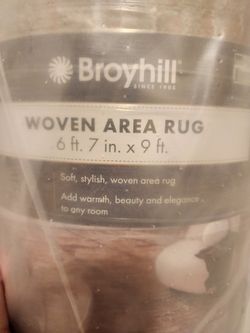 Broyhill
SINCE 1905
WOVEN AREA RUG
6 ft. 7 in. x 9 ft.
Soft, stylish, woven area rug
Add warmth, beauty and elegance
to any room